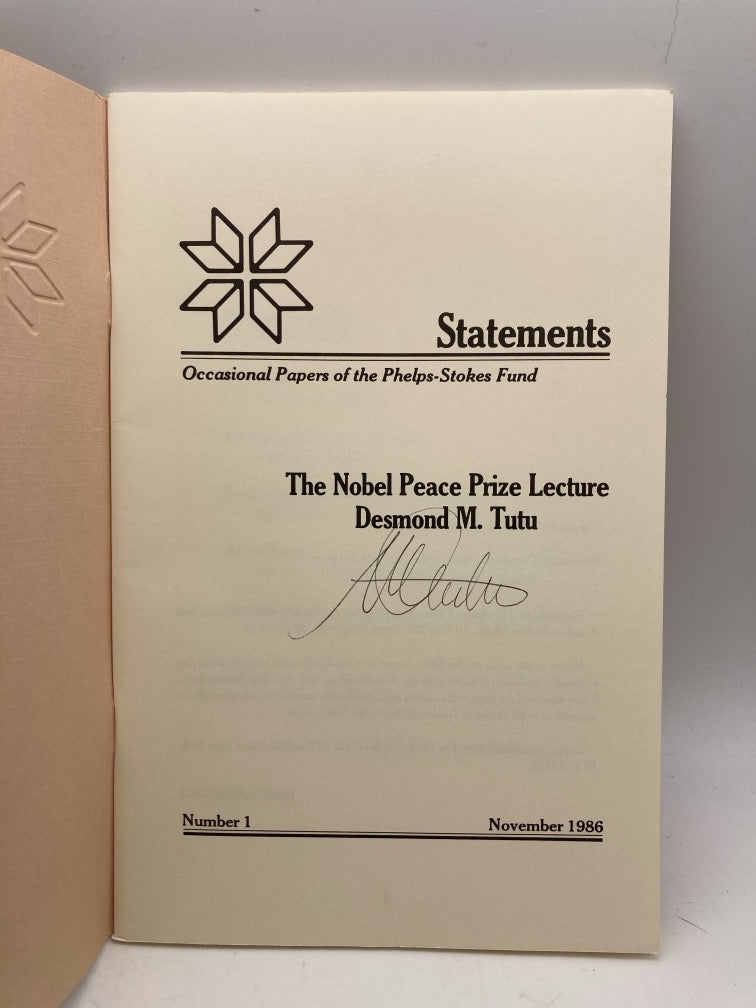 Statements
Occasional Papers of the Phelps-Stokes Fund
The Nobel Peace Prize Lecture
Desmond M. Tutu
Number 1
November 1986